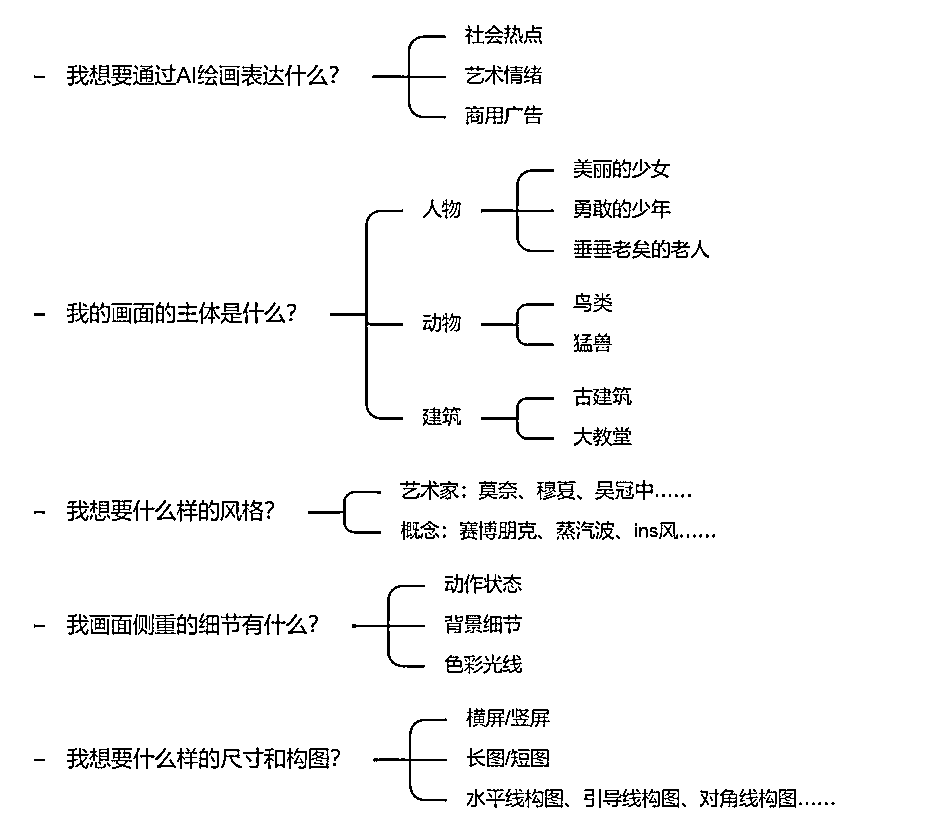 社会热点
– 我想要通过AI绘画表达什么？
艺术情绪
商用广告
美丽的少女
人物
勇敢的少年
垂垂老矣的老人
– 我的画面的主体是什么？
鸟类
动物
猛兽
古建筑
建筑
大教堂
艺术家：莫奈、穆夏、吴冠中……
– 我想要什么样的风格？
概念：赛博朋克、蒸汽波、ins风……
动作状态
– 我画面侧重的细节有什么？
背景细节
色彩光线
横屏/竖屏
– 我想要什么样的尺寸和构图？
长图/短图
水平线构图、引导线构图、对角线构图……